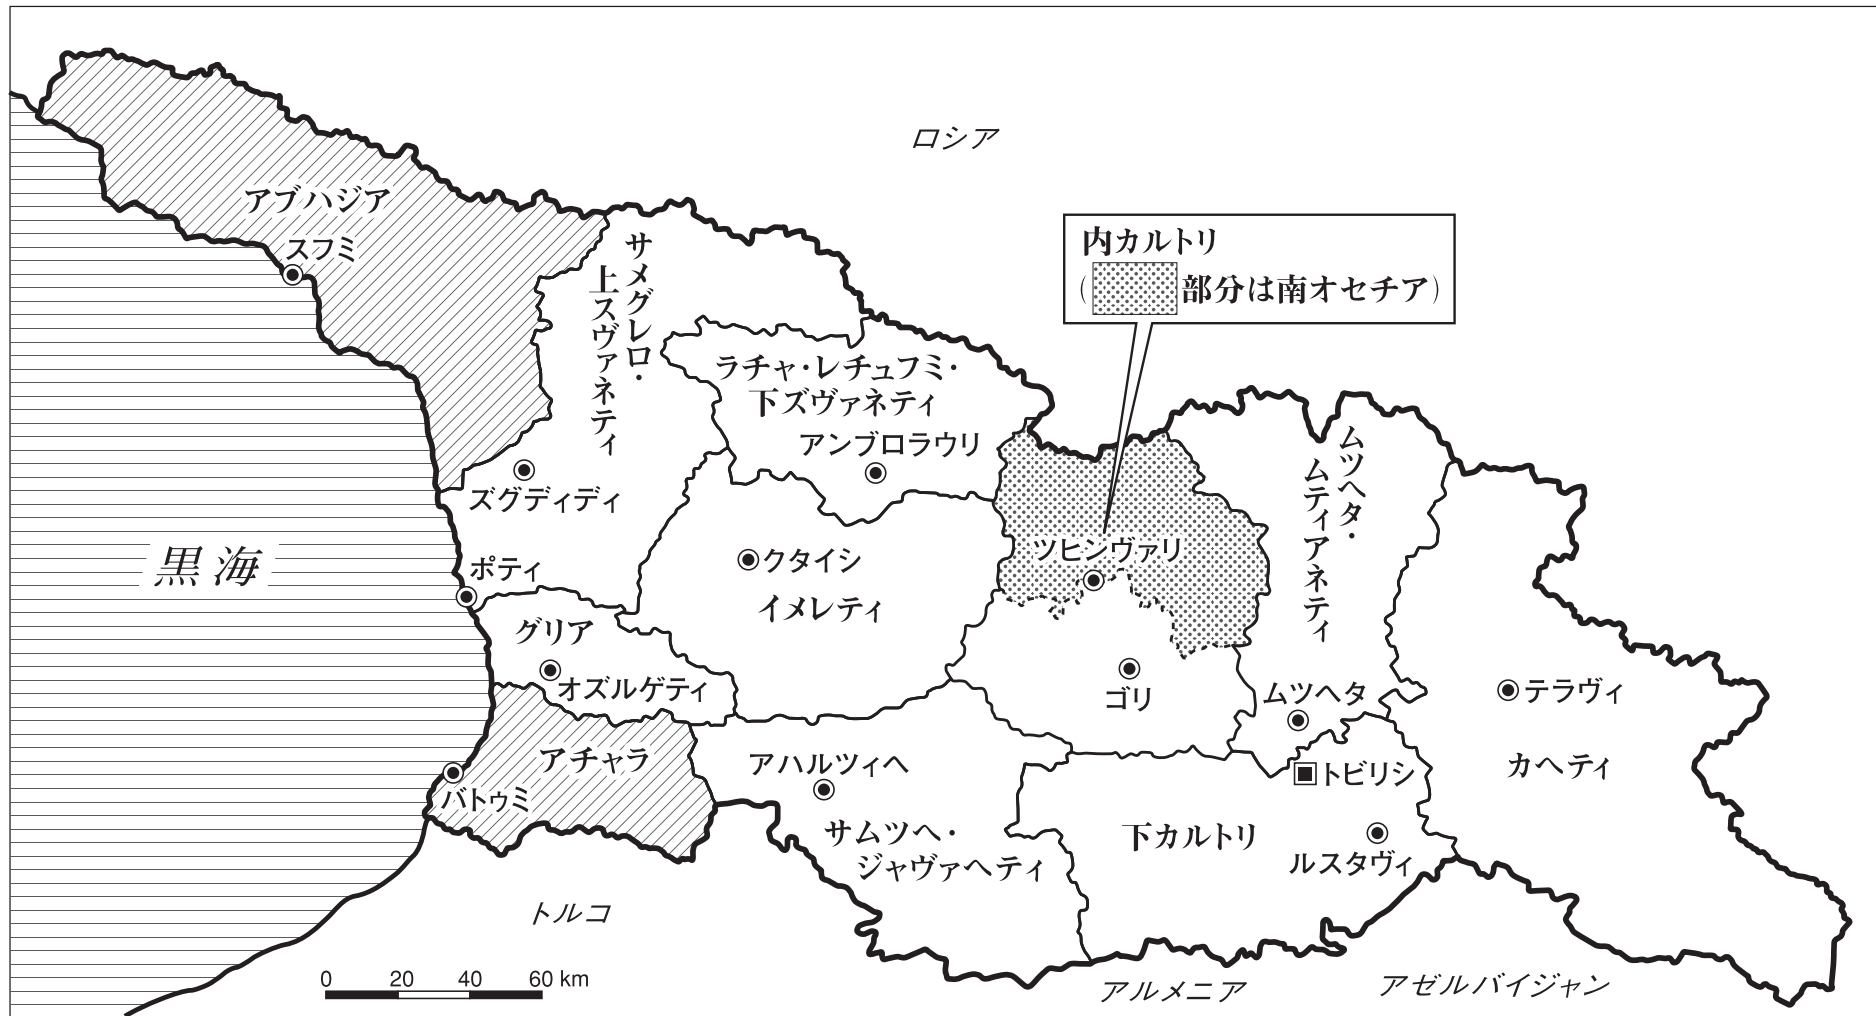 ロシア
アブハジア
スフミ
サメグレロ・
上スヴァネティ
内カルトリ
(部分は南オセチア)
ラチャ・レチュフミ・
下ズヴァネティ
アンブロラウリ
ムツヘタ・
ムティアネティ
ズグディディ
黒海
ポティ
クタイシ
イメレティ
ツヒンヴァリ
グリア
オズルゲティ
ゴリ
ムツヘタ
テラヴィ
アチャラ
バトゥミ
アハルツィヘ
トビリシ
カヘティ
サムツヘ・
ジャヴァヘティ
下カルトリ
ルスタヴィ
トルコ
0 20 40 60 km
アルメニア
アゼルバイジャン